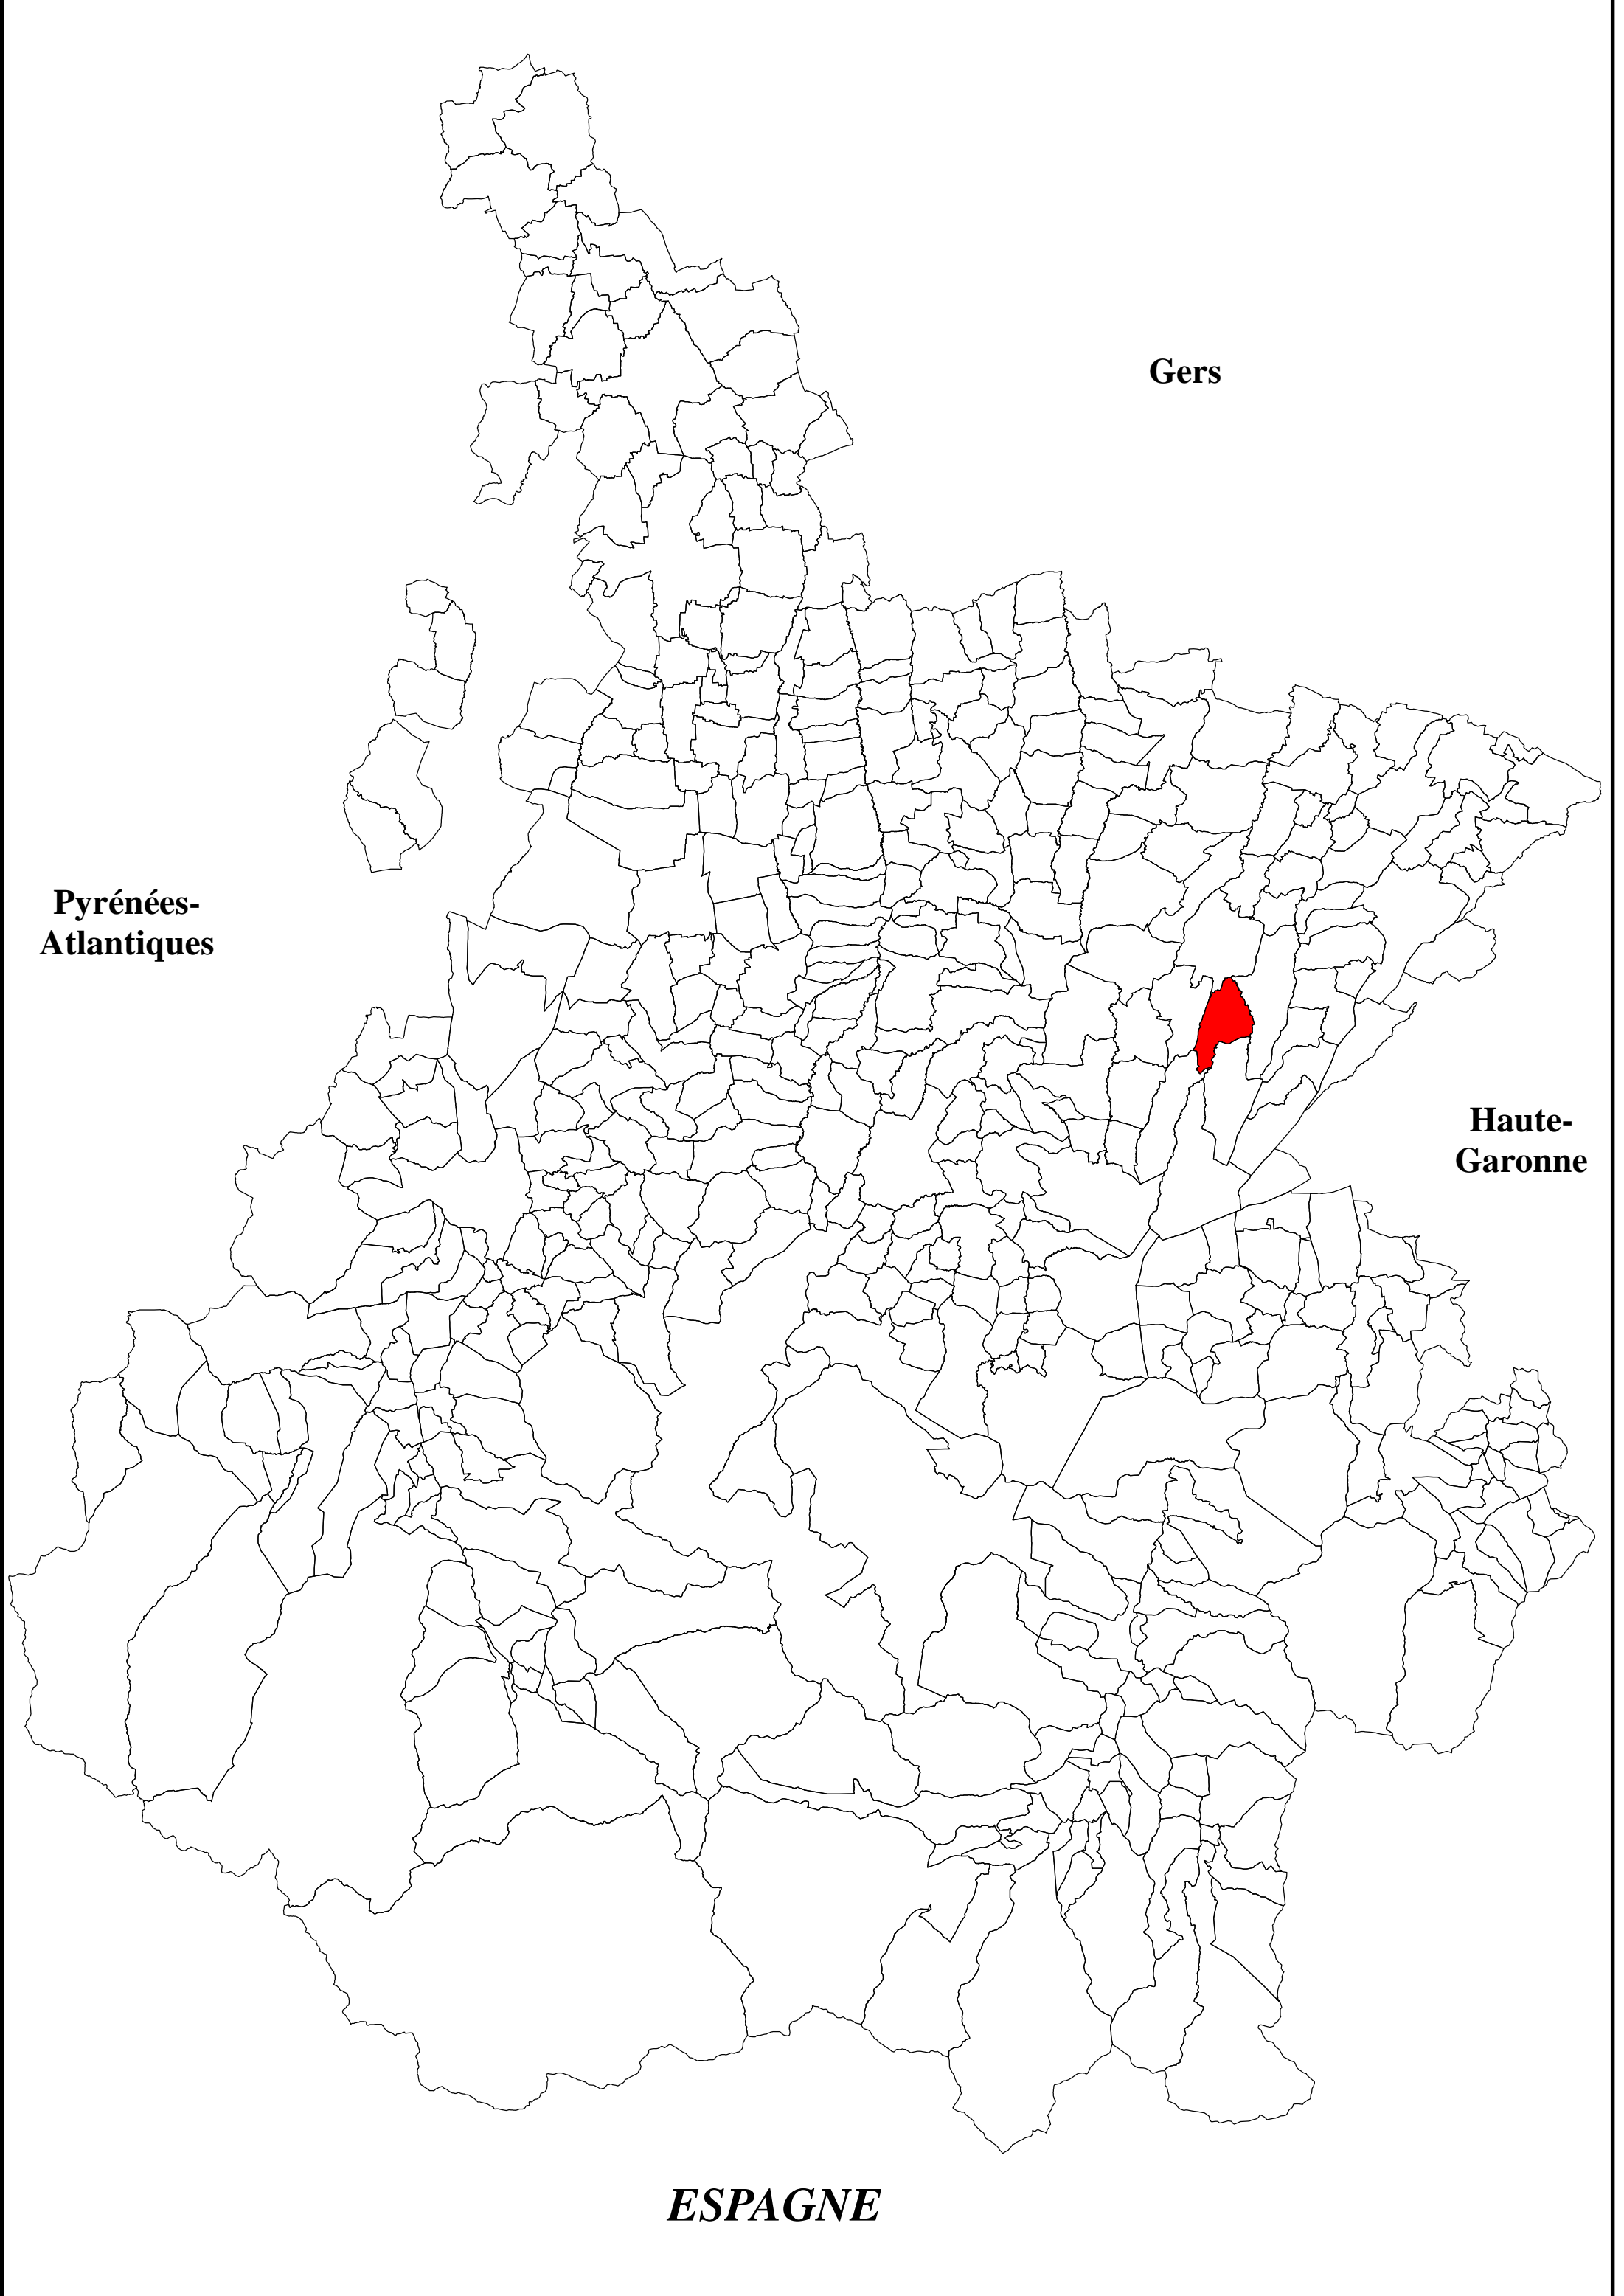 Gers
Pyrénées-
Atlantiques
Haute-
Garonne
ESPAGNE